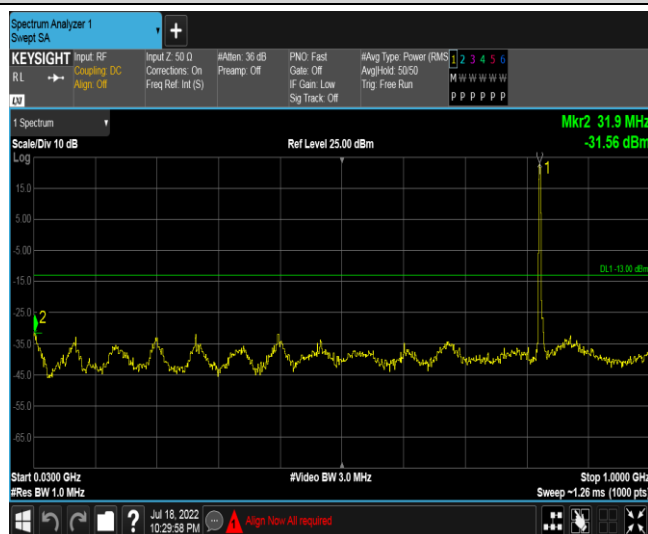 Spectrum Analyzer 1
Swept SA
+
KEYSIGHT
RL
LXI
Input: RF
Coupling: DC
Align: Off
Input Z: 50 Ω
Corrections: On
Freq Ref: Int (S)
#Atten: 36 dB
Preamp: Off
PNO: Fast
Gate: Off
IF Gain: Low
Sig Track: Off
#Avg Type: Power (RMS
Avg|Hold: 50/50
Trig: Free Run
1 2 3 4 5 6
M W W W W W
P P P P P P
1 Spectrum
Mkr2 31.9 MHz
Scale/Div 10 dB
Ref Level 25.00 dBm
-31.56 dBm
Log
1
15.0
5.00
-5.00
DL1 -13.00 dBm
-15.0
-25.0
2
-35.0
-45.0
-55.0
-65.0
Start 0.0300 GHz
#Video BW 3.0 MHz
Stop 1.0000 GHz
#Res BW 1.0 MHz
Sweep ~1.26 ms (1000 pts)
?
Jul 18, 2022
10:29:58 PM
Align Now All required